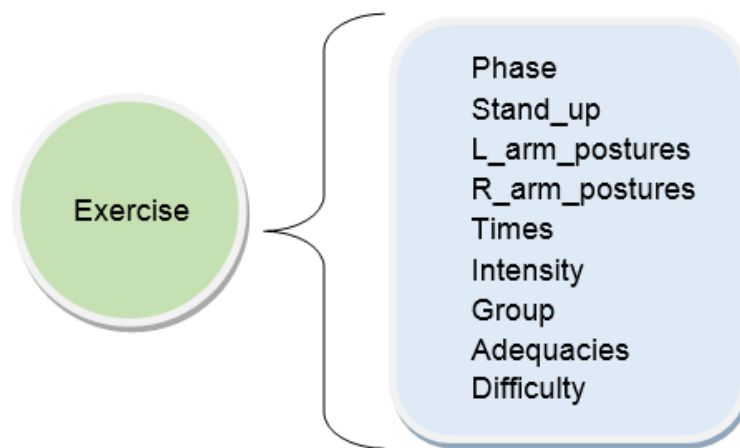 Exercise
Phase
Stand_up
L_arm_postures
R_arm_postures
Times
Intensity
Group
Adequacies
Difficulty